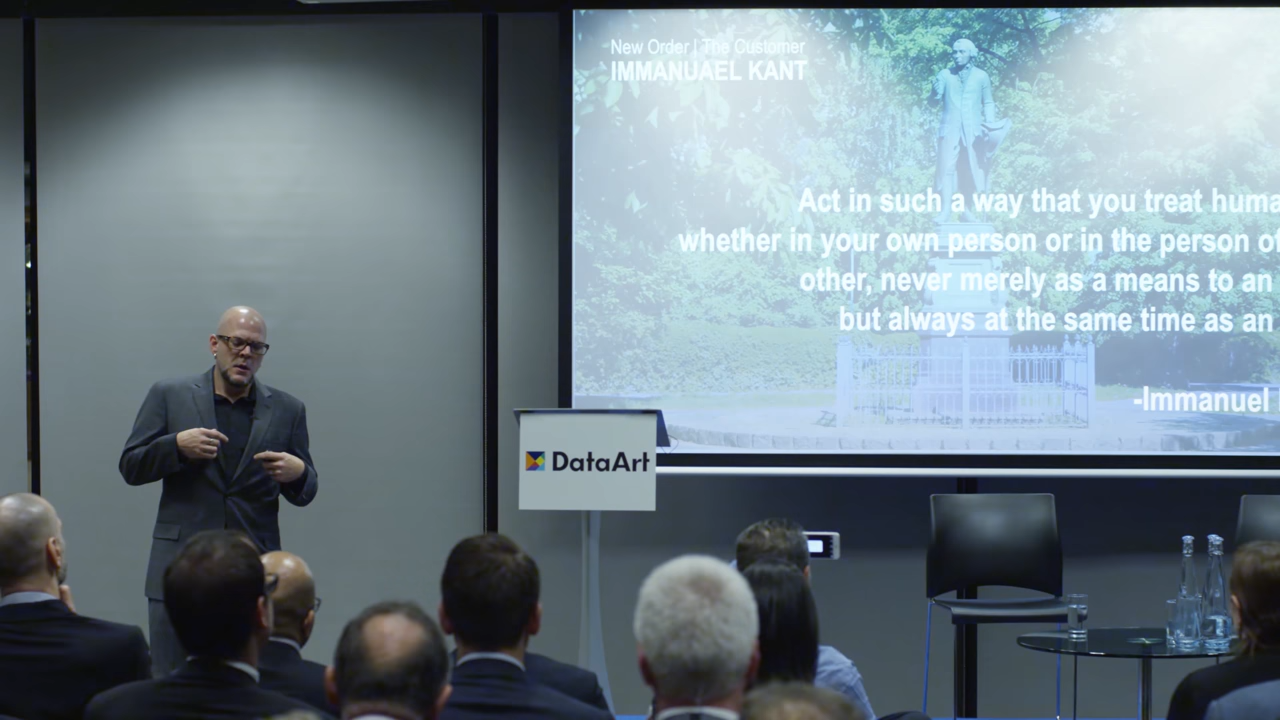 New Order | The Customer
IMMANUAEL KANT
Act in such a way that you treat huma
whether in your own person or in the person of
other, never merely as a means to an
but always at the same time as an
-Immanuel
DataArt